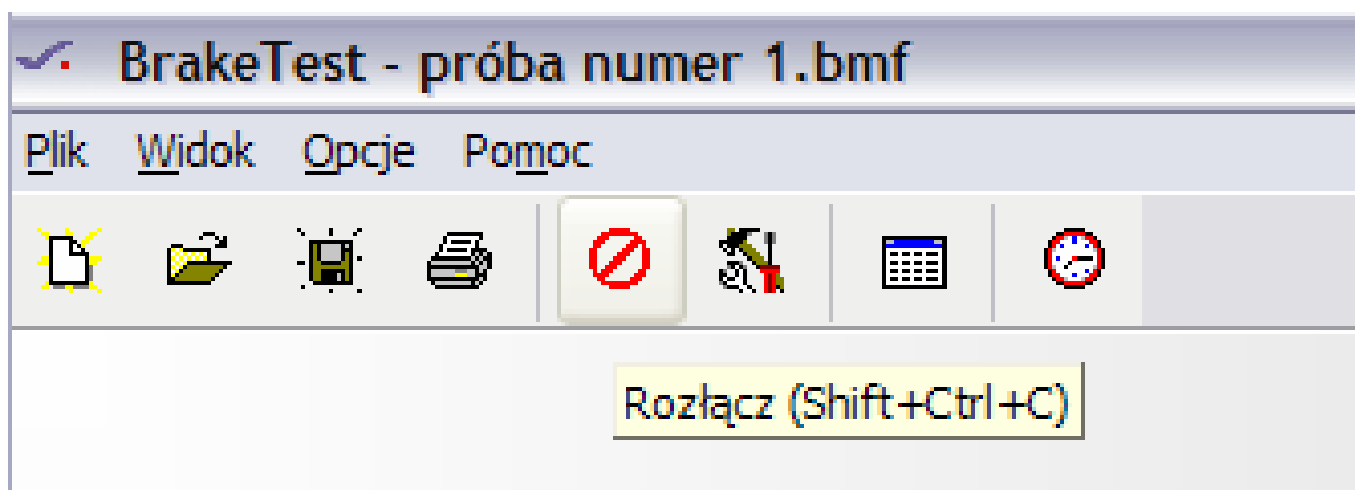 BrakeTest - próba numer 1.bmf
Plik Widok Opcje Pomoc
Rozłącz (Shift+Ctrl+C)